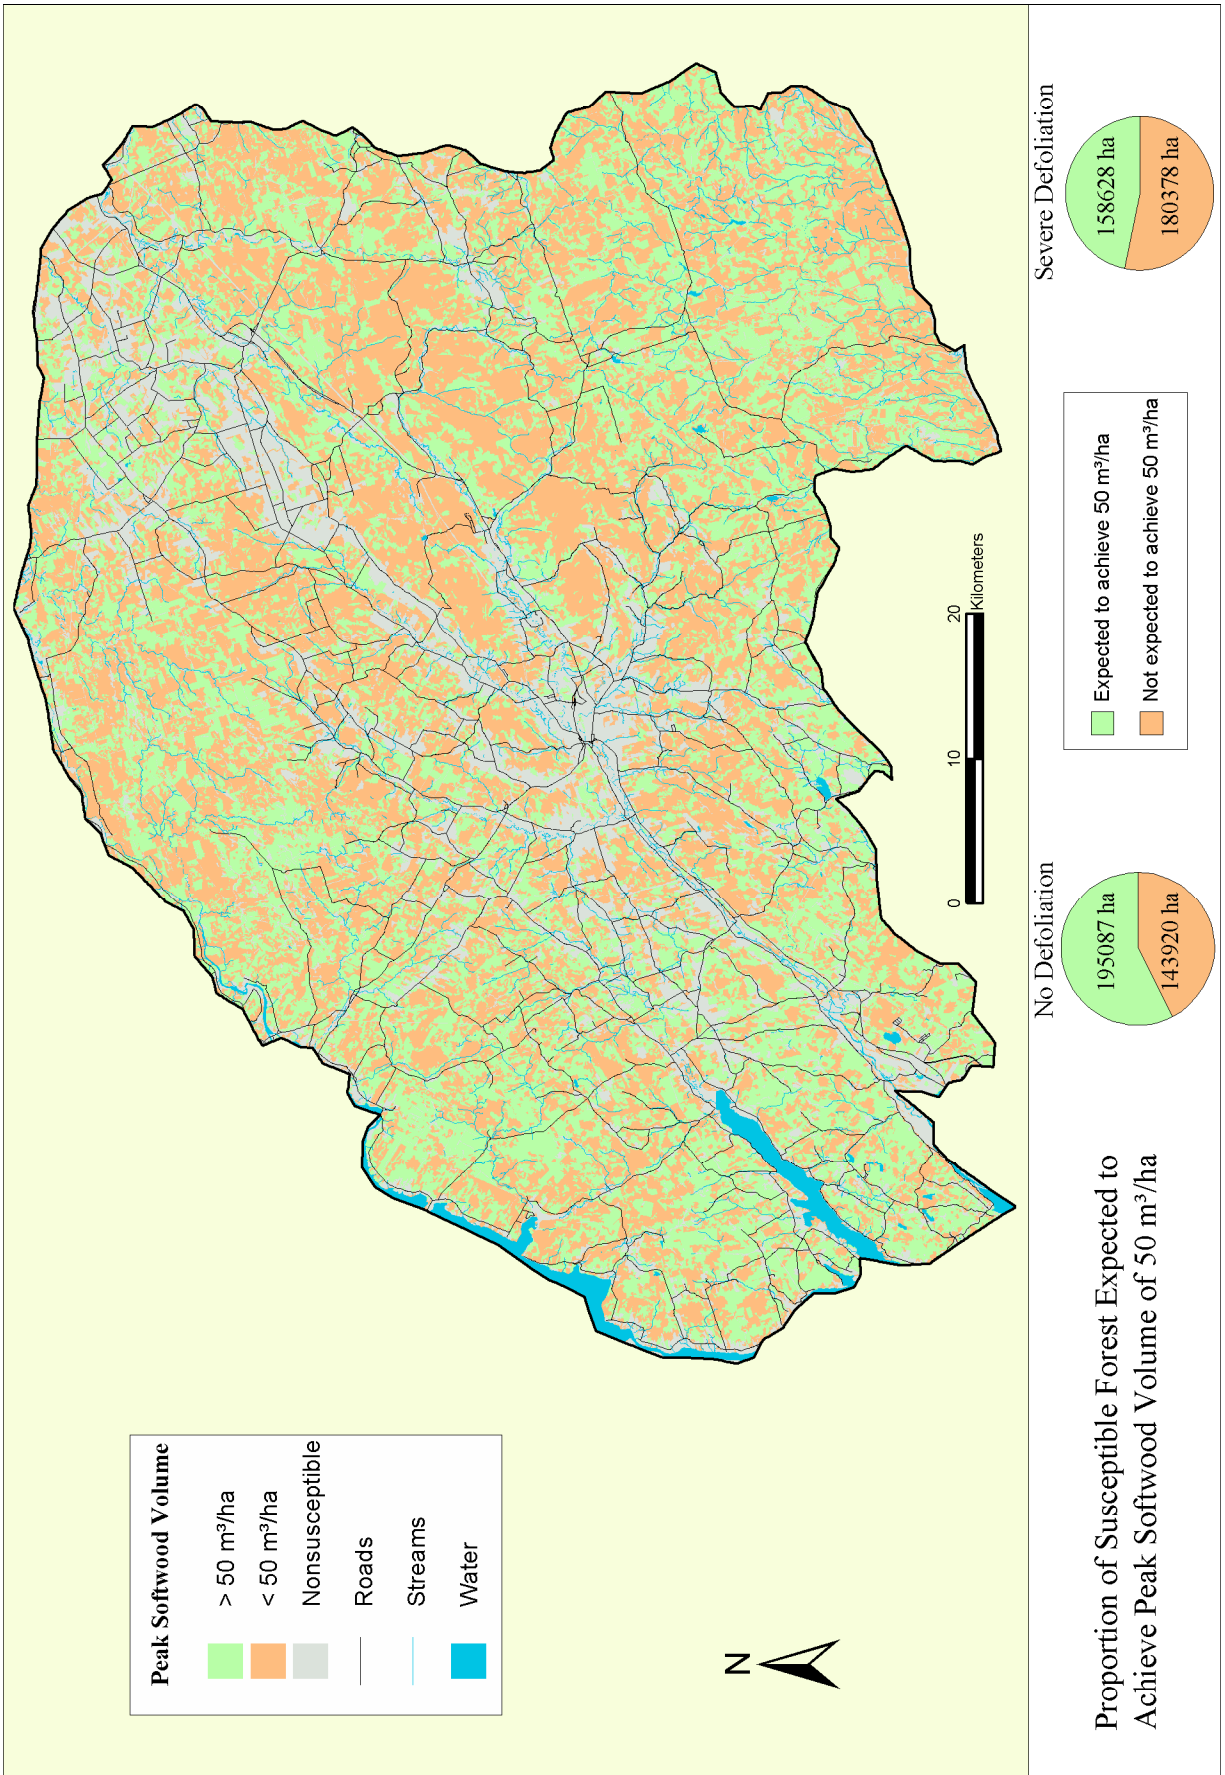 Peak Softwood Volume
> 50 m³/ha
< 50 m³/ha
Nonsusceptible
Roads
Streams
Water
N
0
10
20
Kilometers
Proportion of Susceptible Forest Expected to
Achieve Peak Softwood Volume of 50 m³/ha
No Defoliation
195087 ha
143920 ha
Expected to achieve 50 m³/ha
Not expected to achieve 50 m³/ha
Severe Defoliation
158628 ha
180378 ha